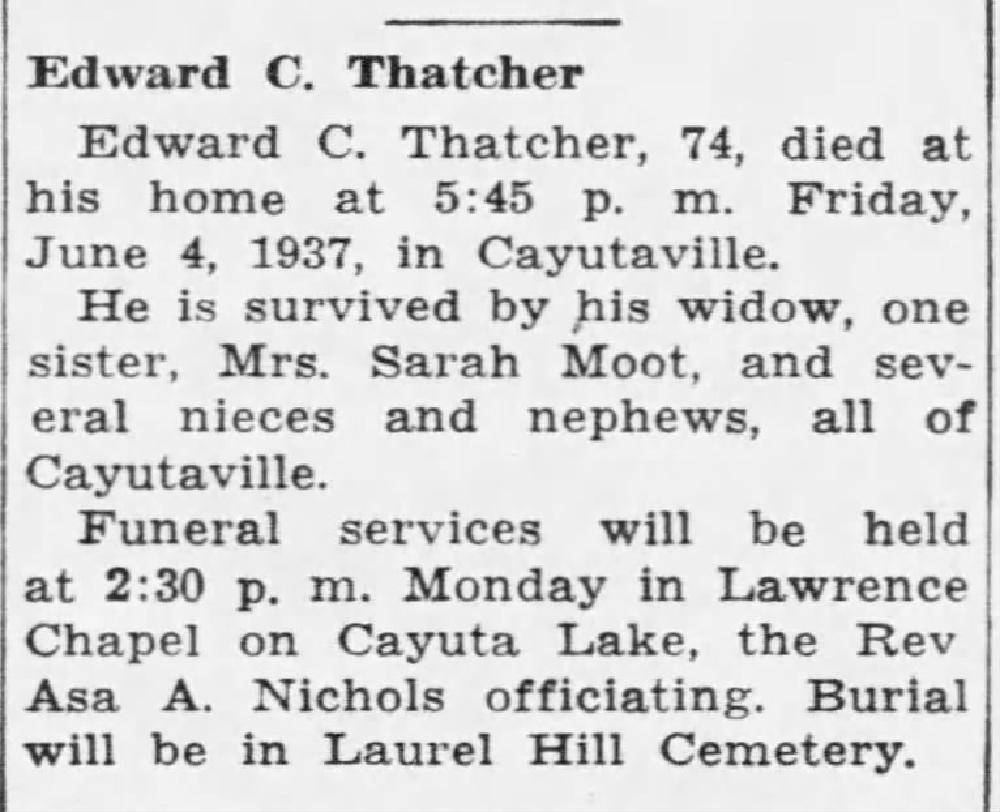 Edward C. Thatcher
Edward C. Thatcher, 74, died at
his home at 5:45 p. m. Friday,
June 4, 1937, in Cayutaville.
He is survived by his widow, one
sister, Mrs. Sarah Moot, and sev-
eral nieces and nephews, all of
Cayutaville.
Funeral services will be held
at 2:30 p. m. Monday in Lawrence
Chapel on Cayuta Lake, the Rev
Asa A. Nichols officiating. Burial
will be in Laurel Hill Cemetery.